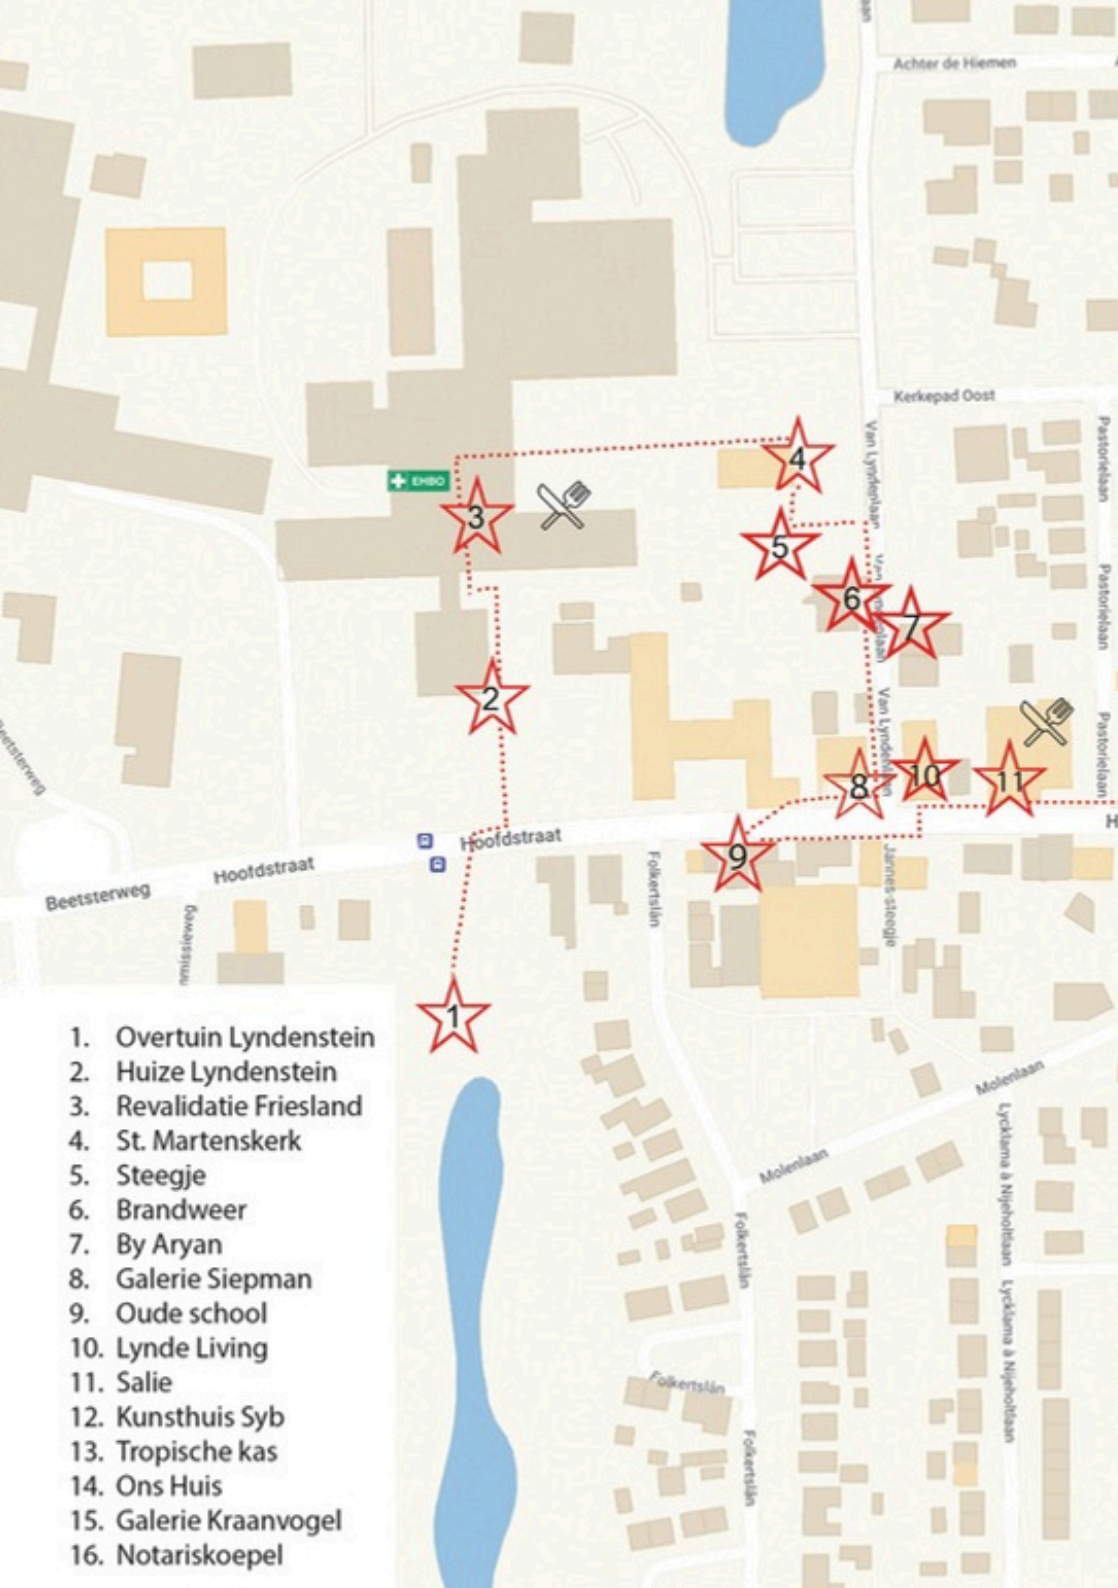 Achter de Hiemen
Kerkepad Oost
Van Lyndenlaan
Pastorielaan
4
EHBO
3
5
6
7
Pastorielaan
2
Van Lyndenlaan
Pastorielaan
8
10
11
Beetsterweg
Hoofdstraat
9
H
Hoofdstraat
Beetsterweg
Folkertslân
Jannes-steegje
1
Molenlaan
Molenlaan
Lycklama à Nijeholtlaan
Folkertslân
Lycklama à Nijeholtlaan
Folkertslân
Folkertslân
1. Overtuin Lyndenstein
2. Huize Lyndenstein
3. Revalidatie Friesland
4. St. Martenskerk
5. Steegje
6. Brandweer
7. By Aryan
8. Galerie Siepman
9. Oude school
10. Lynde Living
11. Salie
12. Kunsthuis Syb
13. Tropische kas
14. Ons Huis
15. Galerie Kraanvogel
16. Notariskoepel